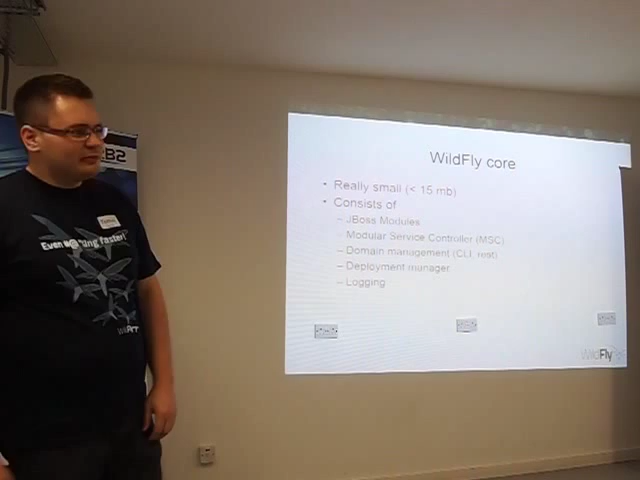 WildFly core
• Really small (< 15 mb)
• Consists of
– JBoss Modules
– Modular Service Controller (MSC)
– Domain management (CLI, rest)
– Deployment manager
– Logging
WildFly
Even faster!